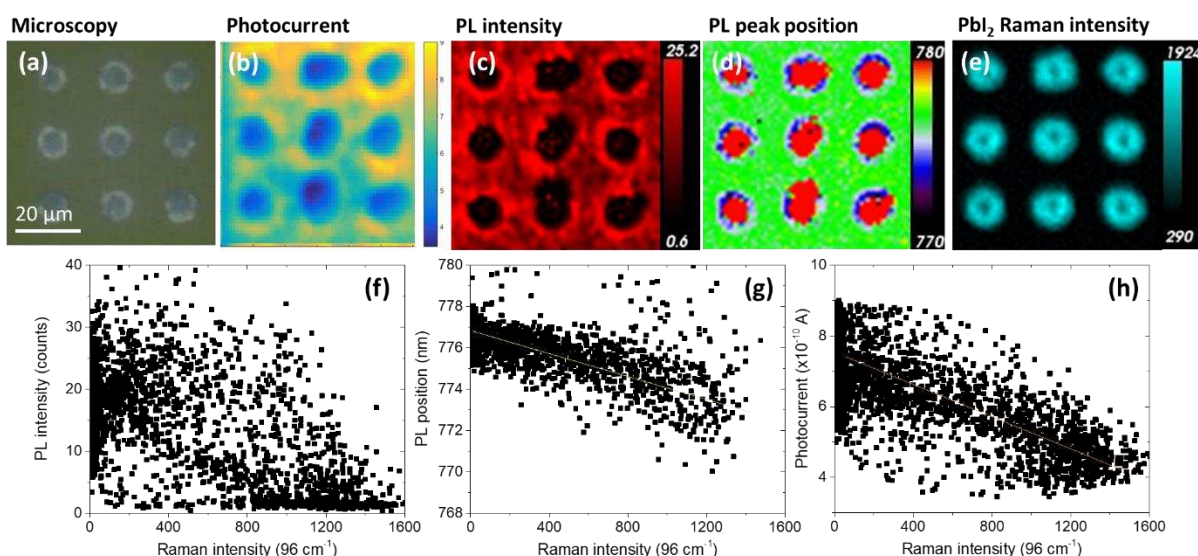 Microscopy
Photocurrent
PL intensity
PL peak position
PbI₂ Raman intensity
(a)
(b)
(c)
(d)
(e)
20 µm
9
8
7
6
5
4
25.2
0.6
780
770
1924
290
(f)
40
30
20
10
0
PL intensity (counts)
0 400 800 1200 1600
Raman intensity (96 cm⁻¹)
(g)
780
778
776
774
772
770
768
PL position (nm)
0 400 800 1200 1600
Raman intensity (96 cm⁻¹)
(h)
10
8
6
4
Photocurrent (x10⁻¹⁰ A)
0 400 800 1200 1600
Raman intensity (96 cm⁻¹)